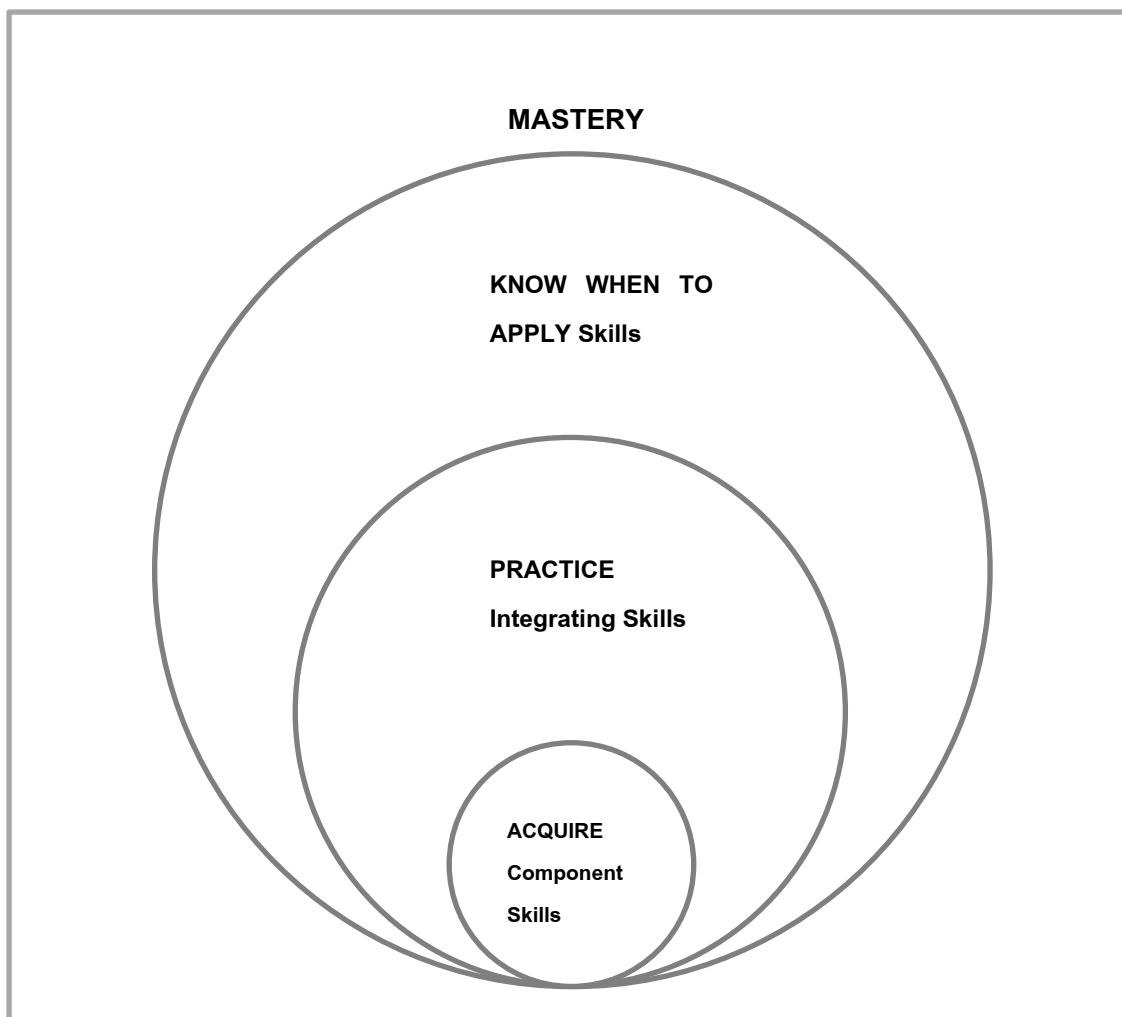 MASTERY
KNOW WHEN TO
APPLY Skills
PRACTICE
Integrating Skills
ACQUIRE
Component
Skills